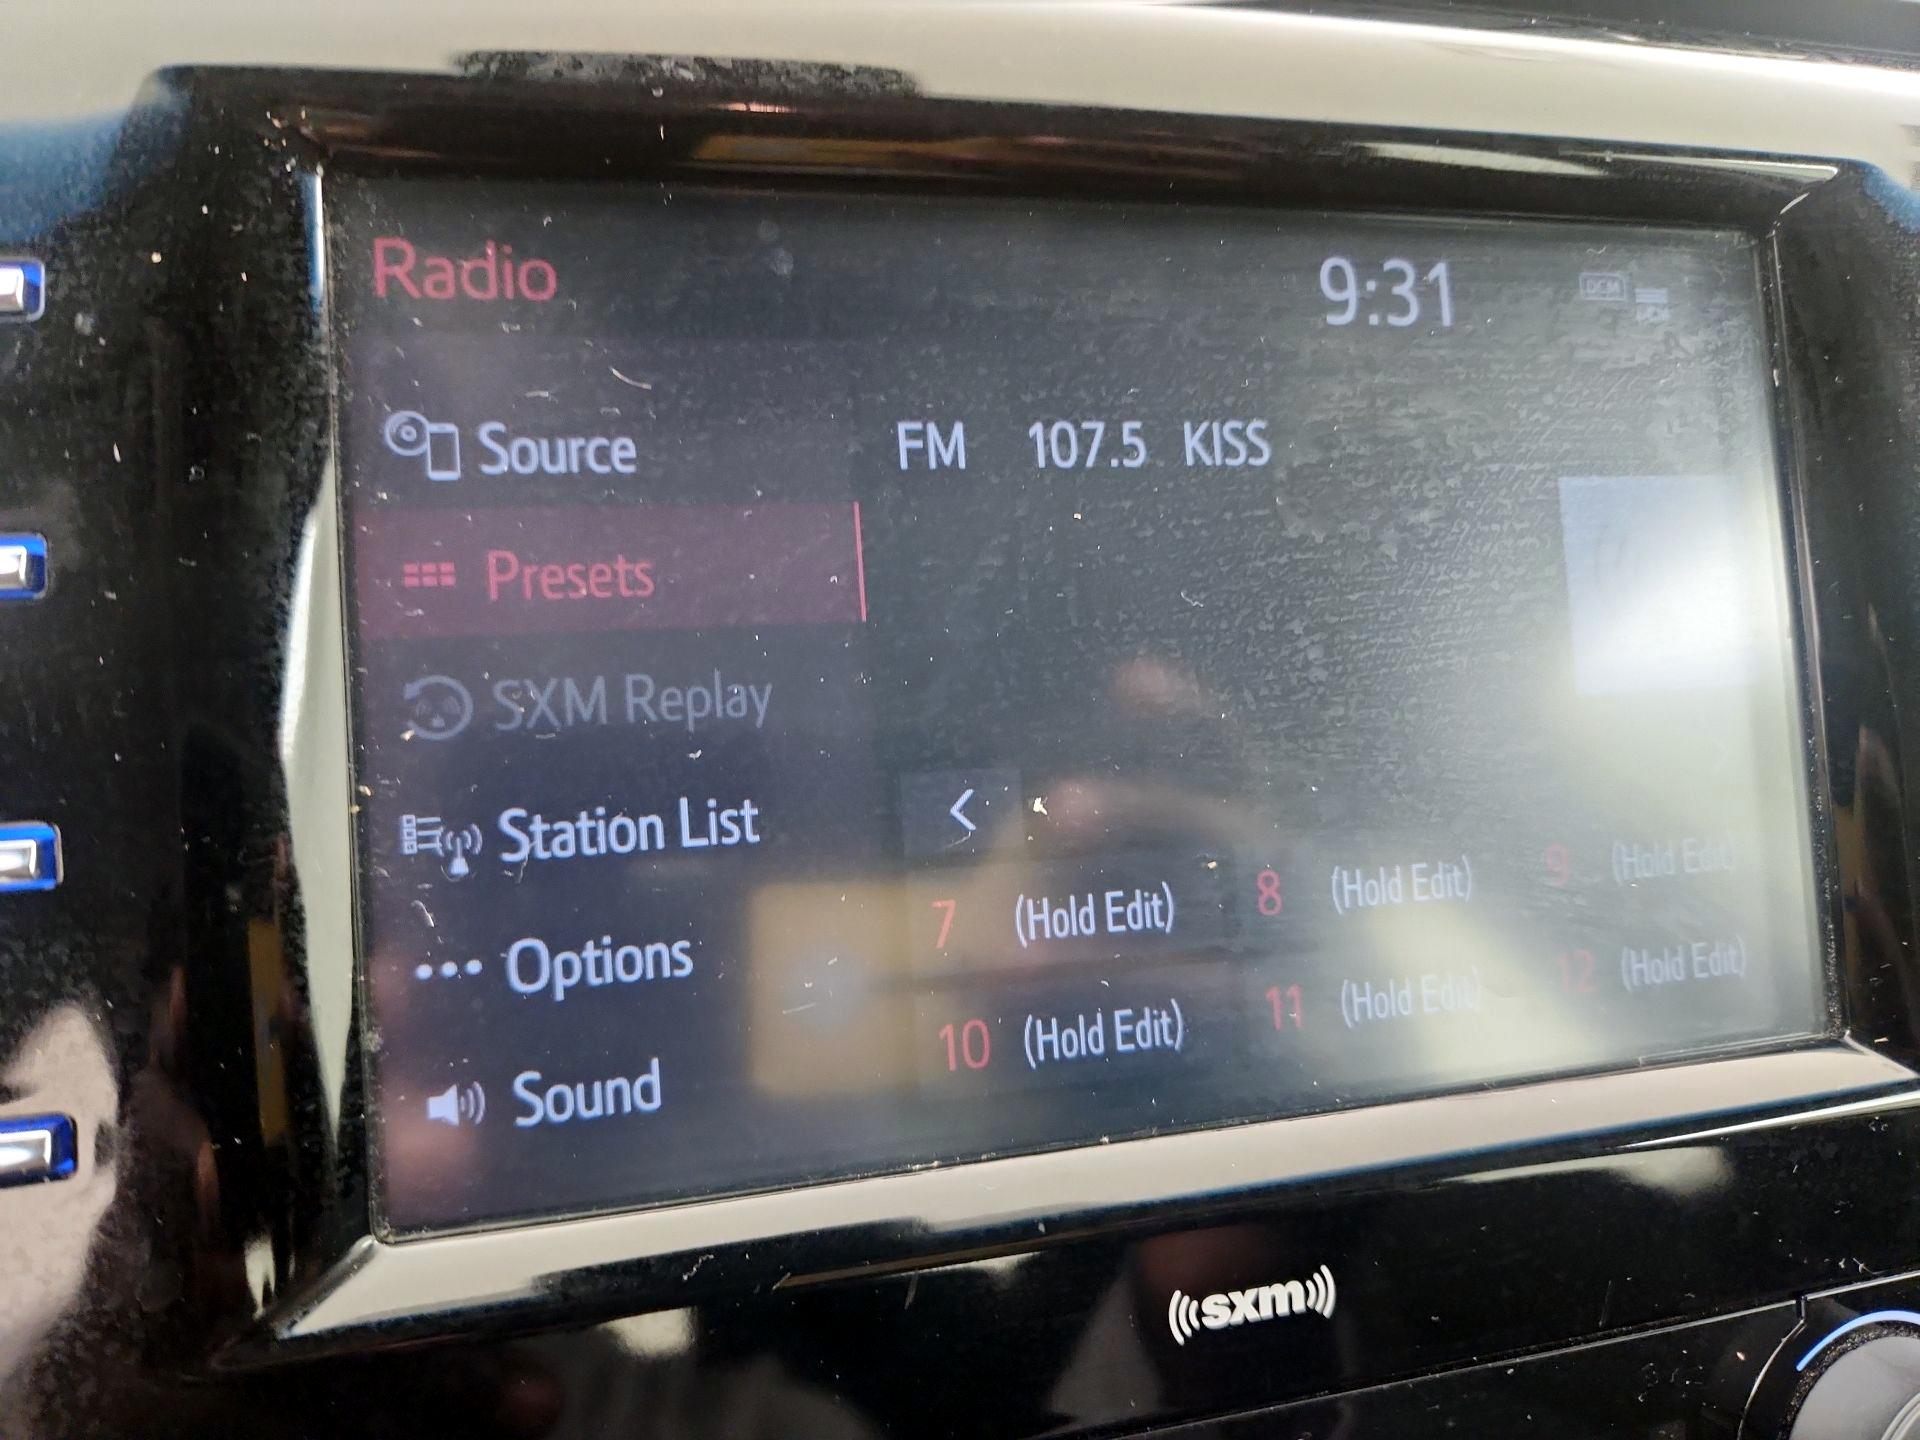 Radio
9:31
DCM
Source
FM 107.5 KISS
Presets
SXM Replay
Station List
Options
Sound
7 (Hold Edit) 8 (Hold Edit) 9 (Hold Edit)
10 (Hold Edit) 11 (Hold Edit) 12 (Hold Edit)
((sxm))